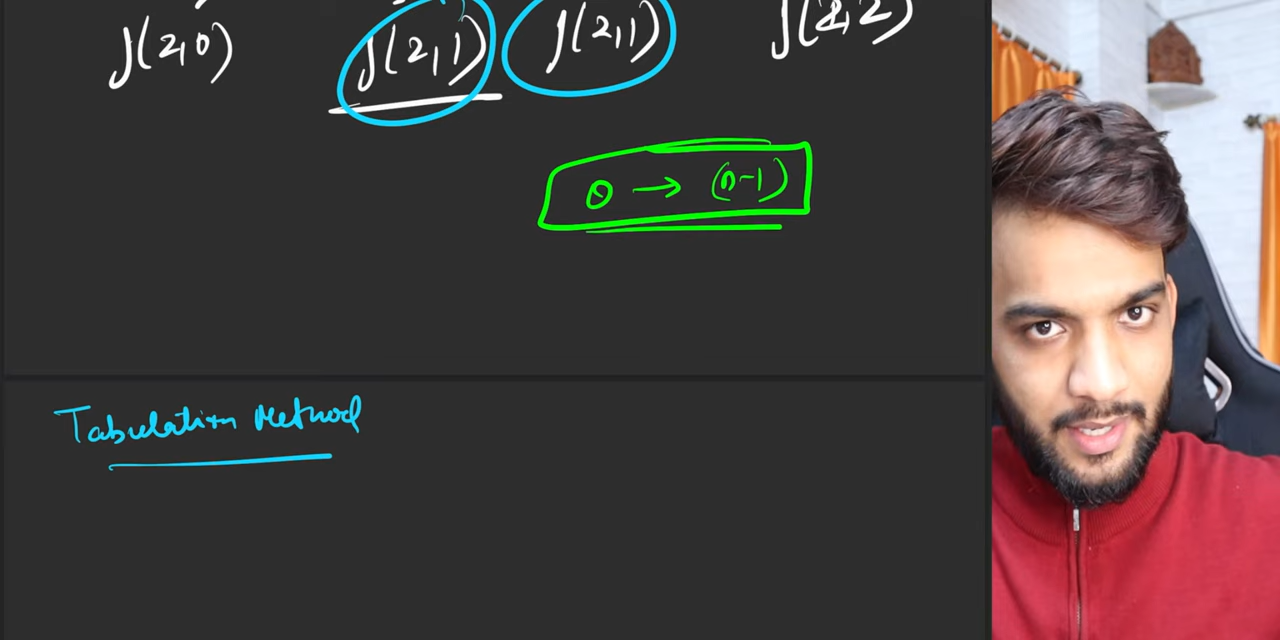 f(2,0) f(2,1) f(2,1) f(2,2)
0 → (n-1)
Tabulation Method